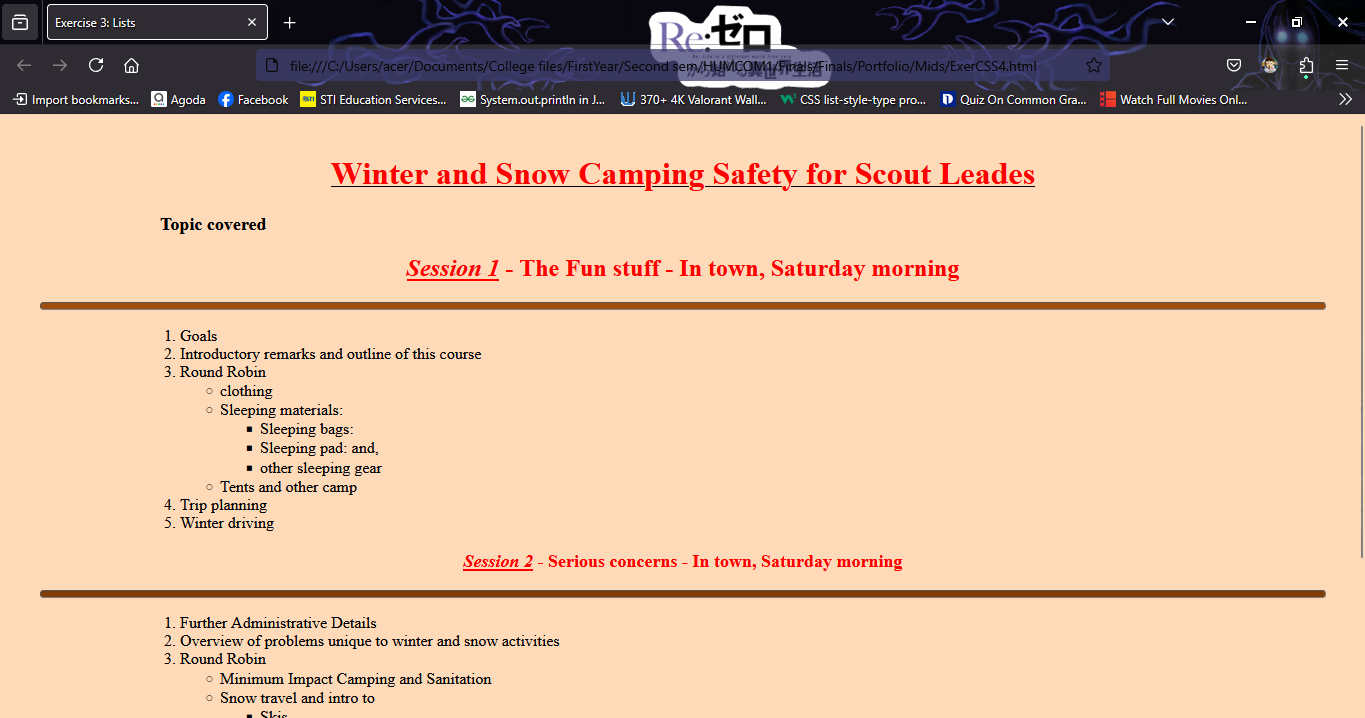 Exercise 3: Lists
Re:ゼロ
file:///C:/Users/acer/Documents/College files/FirstYear/Second sem/HUMCOM1/Finals/Finals/Portfolio/Mids/ExerCSS4.html
Import bookmarks... Agoda Facebook STI Education Services... System.out.println in J... 370+ 4K Valorant Wall... CSS list-style-type pro... Quiz On Common Gra... Watch Full Movies Onl...
Winter and Snow Camping Safety for Scout Leades
Topic covered
Session 1 - The Fun stuff - In town, Saturday morning
1. Goals
2. Introductory remarks and outline of this course
3. Round Robin
clothing
Sleeping materials:
Sleeping bags:
Sleeping pad: and,
other sleeping gear
Tents and other camp
4. Trip planning
5. Winter driving
Session 2 - Serious concerns - In town, Saturday morning
1. Further Administrative Details
2. Overview of problems unique to winter and snow activities
3. Round Robin
Minimum Impact Camping and Sanitation
Snow travel and intro to
Skis